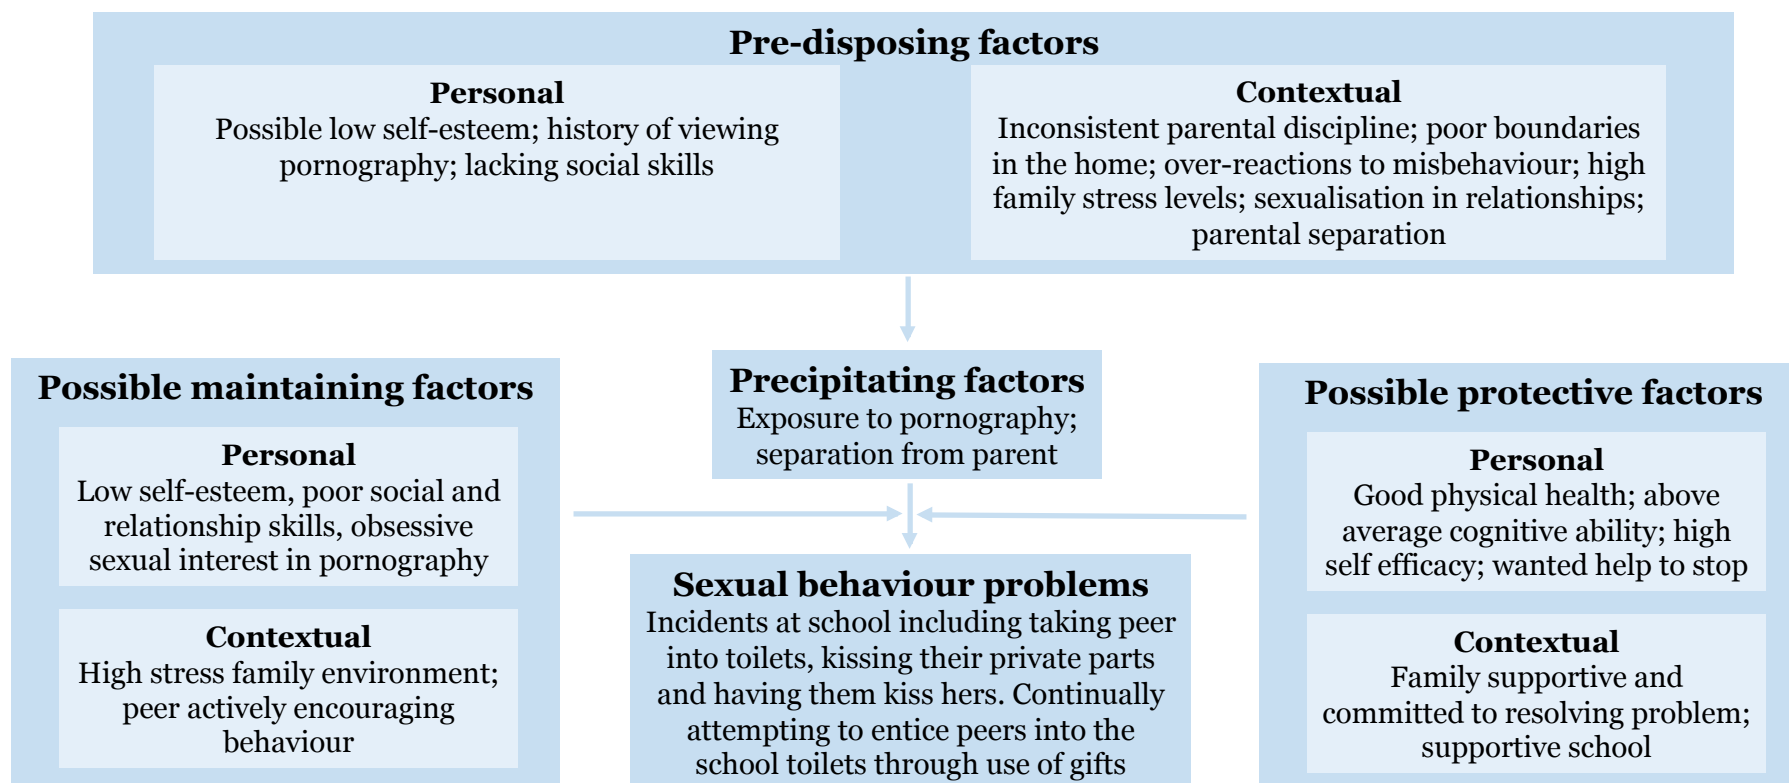 Pre-disposing factors
Personal
Possible low self-esteem; history of viewing
pornography; lacking social skills
Contextual
Inconsistent parental discipline; poor boundaries
in the home; over-reactions to misbehaviour; high
family stress levels; sexualisation in relationships;
parental separation
Possible maintaining factors
Personal
Low self-esteem, poor social and
relationship skills, obsessive
sexual interest in pornography
Contextual
High stress family environment;
peer actively encouraging
behaviour
Precipitating factors
Exposure to pornography;
separation from parent
Sexual behaviour problems
Incidents at school including taking peer
into toilets, kissing their private parts
and having them kiss hers. Continually
attempting to entice peers into the
school toilets through use of gifts
Possible protective factors
Personal
Good physical health; above
average cognitive ability; high
self efficacy; wanted help to stop
Contextual
Family supportive and
committed to resolving problem;
supportive school